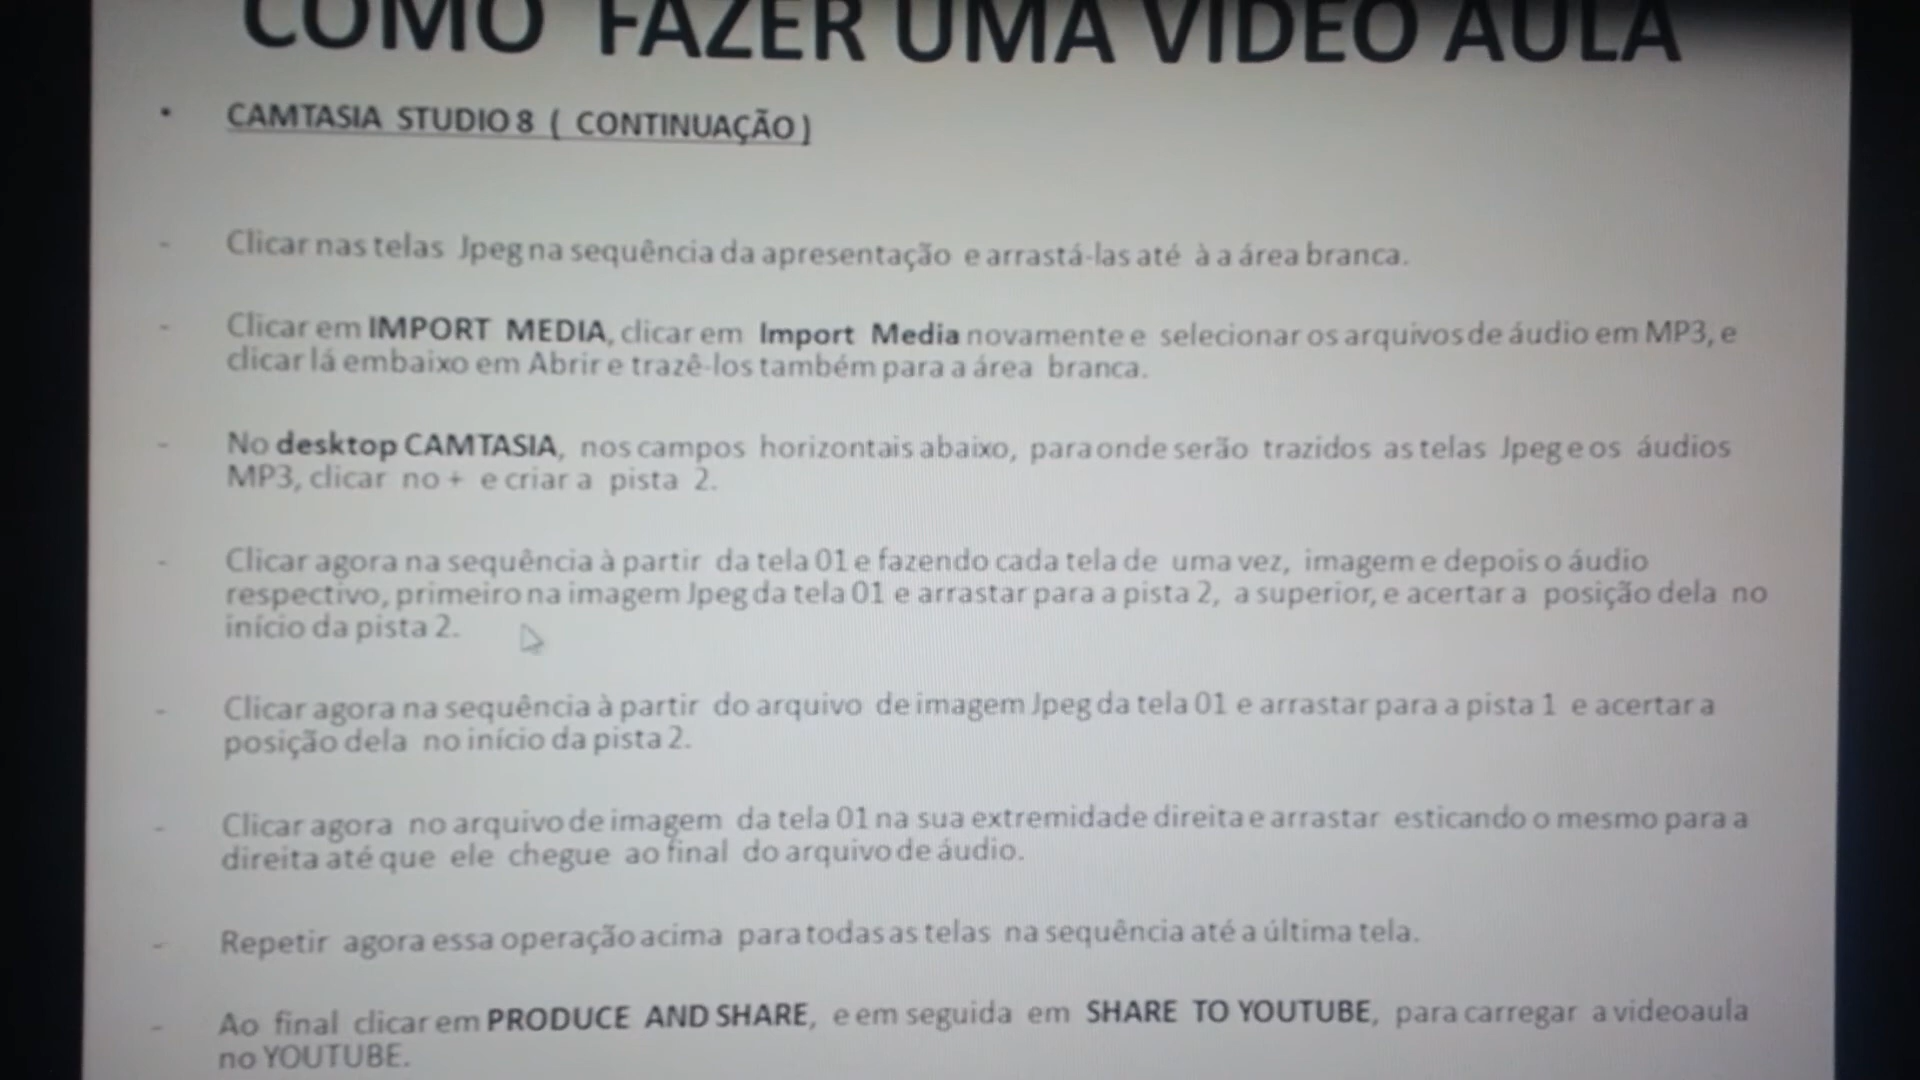 COMO FAZER UMA VIDEO AULA
• CAMTASIA STUDIO 8 ( CONTINUAÇÃO )
- Clicar nas telas Jpeg na sequência da apresentação e arrastá-las até à a área branca.
- Clicar em IMPORT MEDIA, clicar em Import Media novamente e selecionar os arquivos de áudio em MP3, e
clicar lá embaixo em Abrir e trazê-los também para a área branca.
- No desktop CAMTASIA, nos campos horizontais abaixo, para onde serão trazidos as telas Jpeg e os áudios
MP3, clicar no + e criar a pista 2.
- Clicar agora na sequência à partir da tela 01 e fazendo cada tela de uma vez, imagem e depois o áudio
respectivo, primeiro na imagem Jpeg da tela 01 e arrastar para a pista 2, a superior, e acertar a posição dela no
início da pista 2.
- Clicar agora na sequência à partir do arquivo de imagem Jpeg da tela 01 e arrastar para a pista 1 e acertar a
posição dela no início da pista 2.
- Clicar agora no arquivo de imagem da tela 01 na sua extremidade direita e arrastar esticando o mesmo para a
direita até que ele chegue ao final do arquivo de áudio.
- Repetir agora essa operação acima para todas as telas na sequência até a última tela.
- Ao final clicar em PRODUCE AND SHARE, e em seguida em SHARE TO YOUTUBE, para carregar a videoaula
no YOUTUBE.